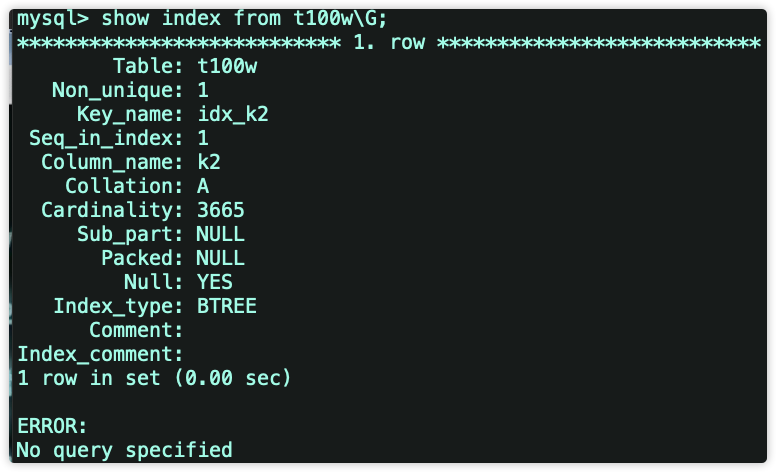 mysql> show index from t100w\G;
*************************** 1. row ***************************
Table: t100w
Non_unique: 1
Key_name: idx_k2
Seq_in_index: 1
Column_name: k2
Collation: A
Cardinality: 3665
Sub_part: NULL
Packed: NULL
Null: YES
Index_type: BTREE
Comment:
Index_comment:
1 row in set (0.00 sec)
ERROR:
No query specified